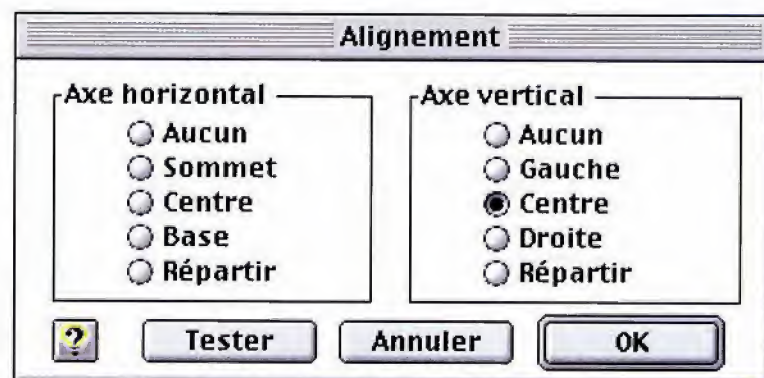 Alignement
Axe horizontal
Aucun
Sommet
Centre
Base
Répartir
Axe vertical
Aucun
Gauche
Centre
Droite
Répartir
?
Tester
Annuler
OK